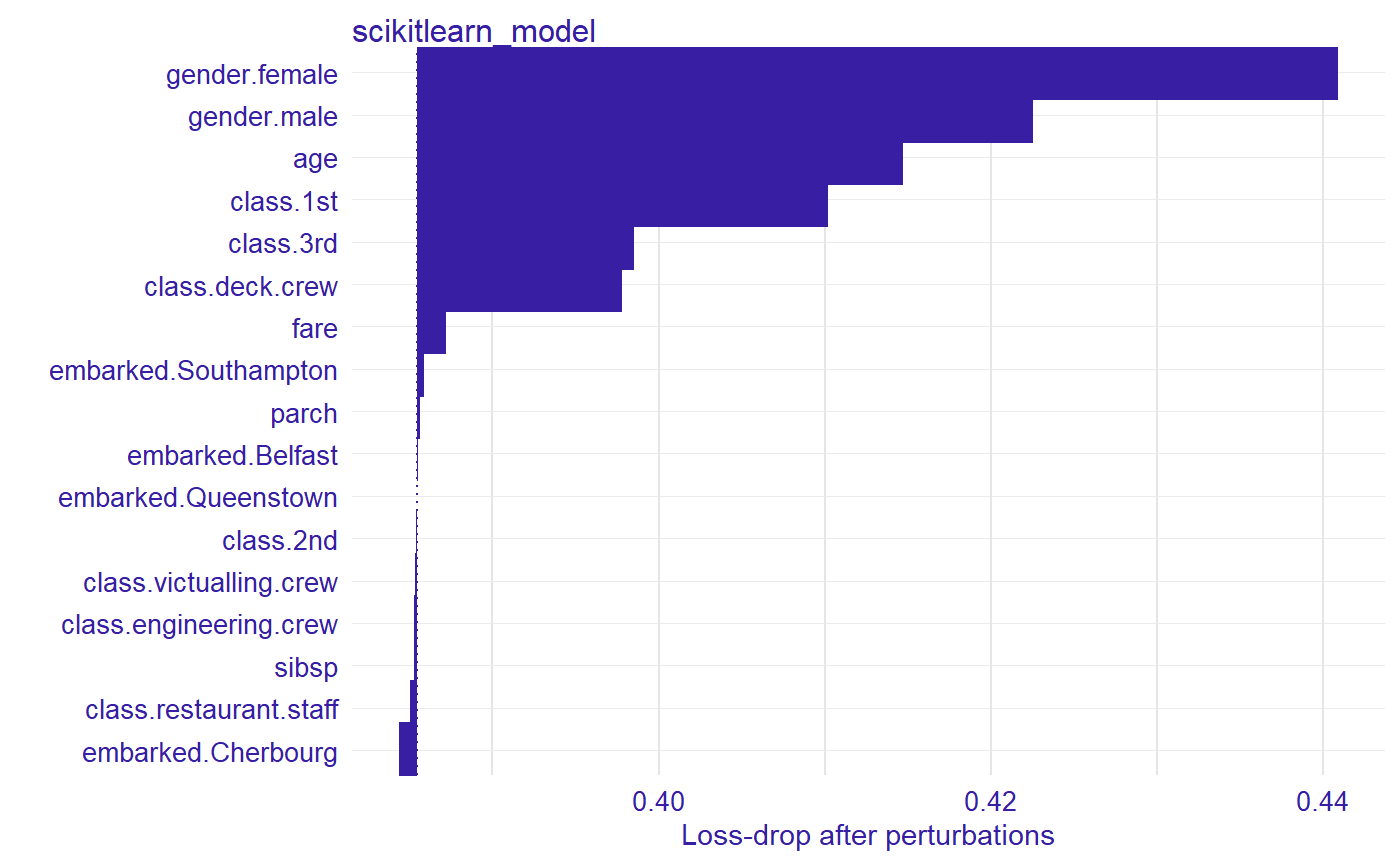 scikitlearn_model
gender.female
gender.male
age
class.1st
class.3rd
class.deck.crew
fare
embarked.Southampton
parch
embarked.Belfast
embarked.Queenstown
class.2nd
class.victualling.crew
class.engineering.crew
sibsp
class.restaurant.staff
embarked.Cherbourg
0.40 0.42 0.44
Loss-drop after perturbations